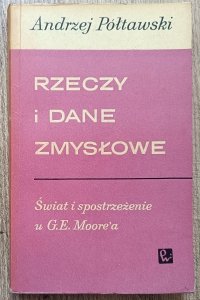 Andrzej Półtawski
RZECZY
i DANE
ZMYSŁOWE
Świat i spostrzeżenie
u G.E. Moore'a